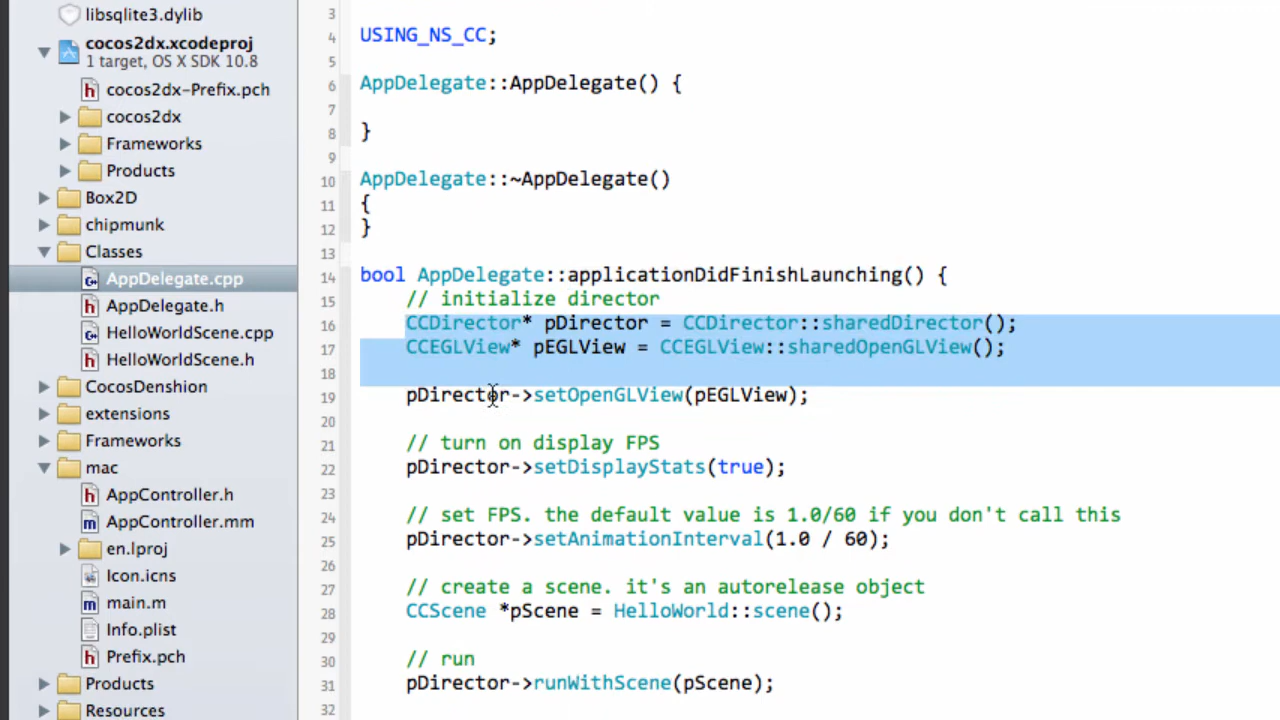 libsqlite3.dylib
cocos2dx.xcodeproj
1 target, OS X SDK 10.8
cocos2dx-Prefix.pch
cocos2dx
Frameworks
Products
Box2D
chipmunk
Classes
AppDelegate.cpp
AppDelegate.h
HelloWorldScene.cpp
HelloWorldScene.h
CocosDenshion
extensions
Frameworks
mac
AppController.h
AppController.mm
en.lproj
Icon.icns
main.m
Info.plist
Prefix.pch
Products
Resources
3
4 USING_NS_CC;
5
6 AppDelegate::AppDelegate() {
7
8 }
9
10 AppDelegate::~AppDelegate()
11 {
12 }
13
14 bool AppDelegate::applicationDidFinishLaunching() {
15 // initialize director
16 CCDirector* pDirector = CCDirector::sharedDirector();
17 CCEGLView* pEGLView = CCEGLView::sharedOpenGLView();
18
19 pDirector->setOpenGLView(pEGLView);
20
21 // turn on display FPS
22 pDirector->setDisplayStats(true);
23
24 // set FPS. the default value is 1.0/60 if you don't call this
25 pDirector->setAnimationInterval(1.0 / 60);
26
27 // create a scene. it's an autorelease object
28 CCScene *pScene = HelloWorld::scene();
29
30 // run
31 pDirector->runWithScene(pScene);
32